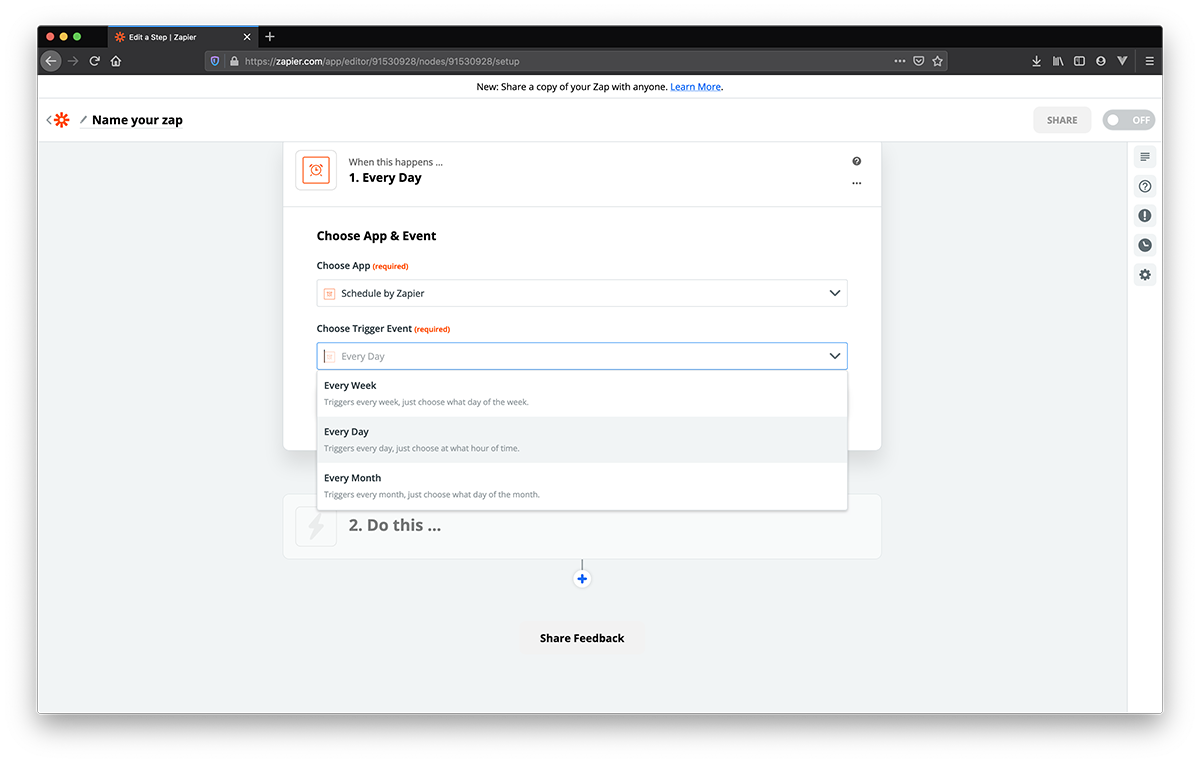 Edit a Step | Zapier
https://zapier.com/app/editor/91530928/nodes/91530928/setup
New: Share a copy of your Zap with anyone. Learn More.
Name your zap
SHARE
OFF
When this happens ...
1. Every Day
Choose App & Event
Choose App (required)
Schedule by Zapier
Choose Trigger Event (required)
Every Day
Every Week
Triggers every week, just choose what day of the week.
Every Day
Triggers every day, just choose at what hour of time.
Every Month
Triggers every month, just choose what day of the month.
2. Do this ...
Share Feedback